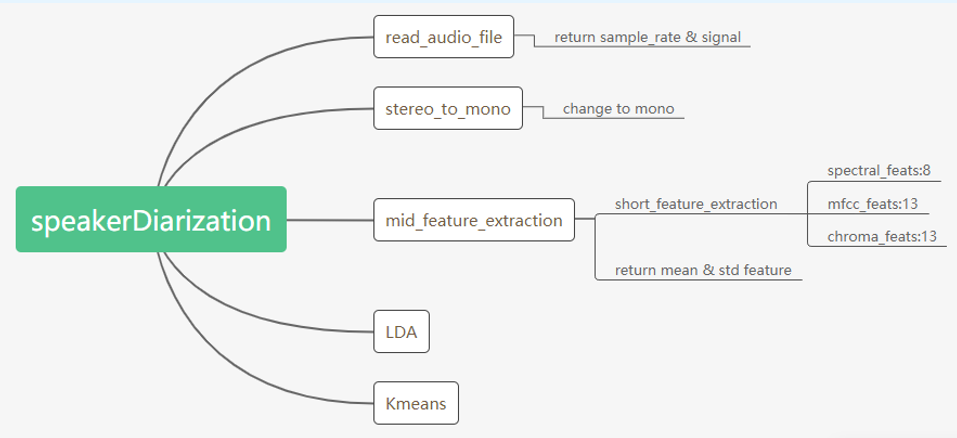 speakerDiarization
read_audio_file
return sample_rate & signal
stereo_to_mono
change to mono
mid_feature_extraction
short_feature_extraction
spectral_feats:8
mfcc_feats:13
chroma_feats:13
return mean & std feature
LDA
Kmeans